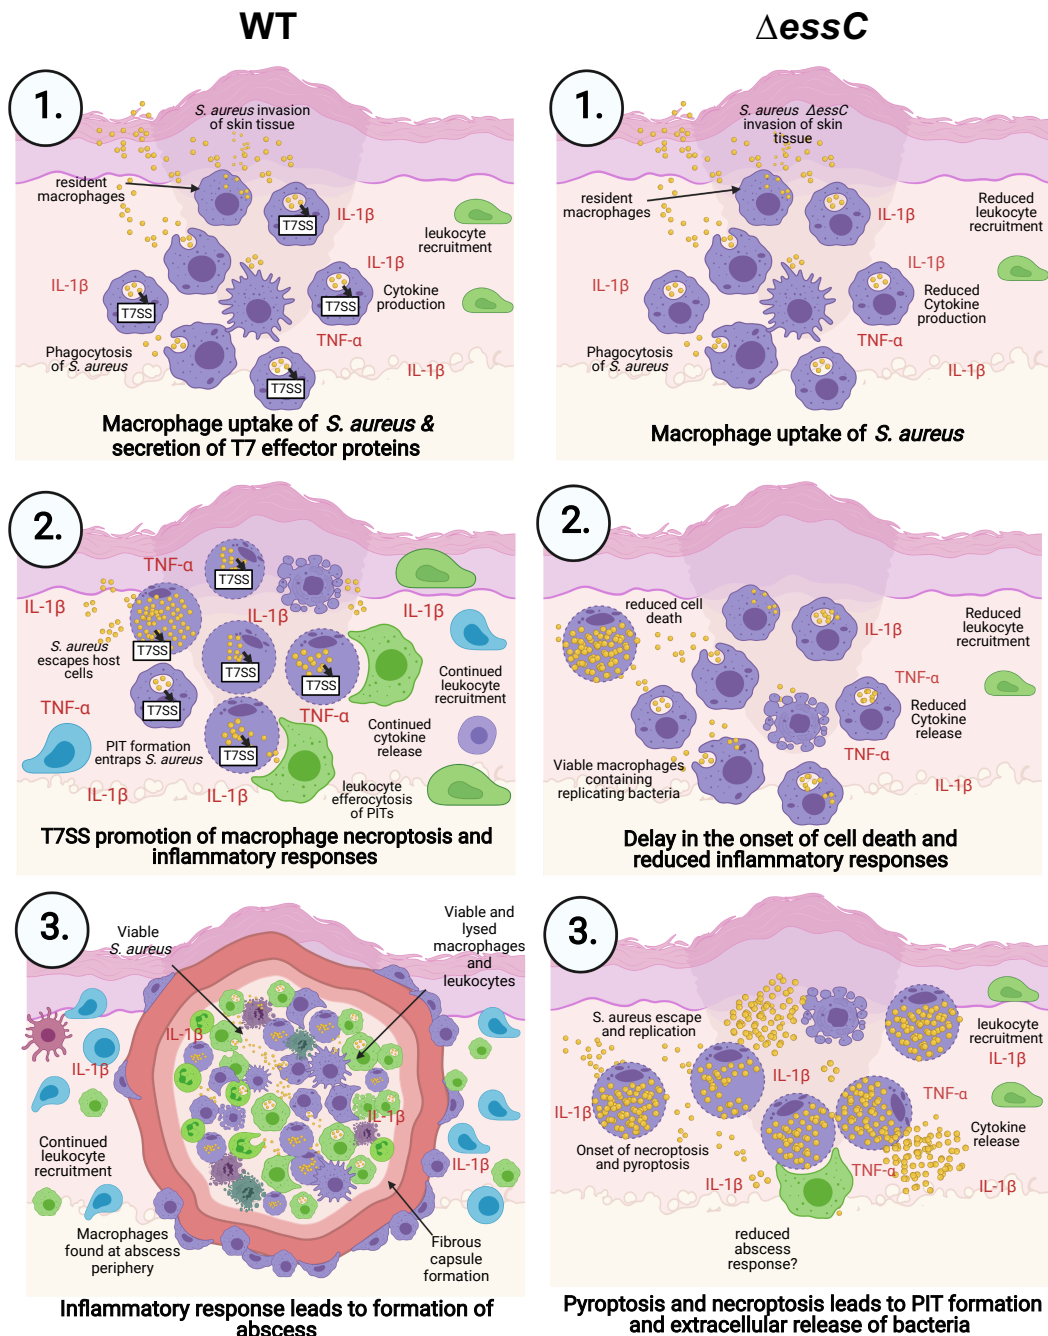 WT
ΔessC
1.
S. aureus invasion
of skin tissue
resident
macrophages
T7SS
IL-1β
leukocyte
recruitment
IL-1β
IL-1β
T7SS
T7SS
Cytokine
production
TNF-α
Phagocytosis
of S. aureus
T7SS
IL-1β
Macrophage uptake of S. aureus &
secretion of T7 effector proteins
1.
S. aureus ΔessC
invasion of skin
tissue
resident
macrophages
IL-1β
Reduced
leukocyte
recruitment
IL-1β
IL-1β
Reduced
Cytokine
production
TNF-α
Phagocytosis
of S. aureus
IL-1β
Macrophage uptake of S. aureus
2.
TNF-α
T7SS
IL-1β
IL-1β
IL-1β
S. aureus
escapes host
cells
T7SS
T7SS
T7SS
Continued
leukocyte
recruitment
TNF-α
T7SS
TNF-α
Continued
cytokine
release
PIT formation
entraps S. aureus
T7SS
IL-1β
IL-1β
leukocyte
efferocytosis
of PITs
T7SS promotion of macrophage necroptosis and
inflammatory responses
2.
reduced cell
death
IL-1β
Reduced
leukocyte
recruitment
TNF-α
Reduced
Cytokine
release
TNF-α
Viable macrophages
containing
replicating bacteria
IL-1β
Delay in the onset of cell death and
reduced inflammatory responses
3.
Viable
S. aureus
Viable and
lysed
macrophages
and
leukocytes
IL-1β
IL-1β
IL-1β
Continued
leukocyte
recruitment
IL-1β
Macrophages
found at abscess
periphery
Fibrous
capsule
formation
Inflammatory response leads to formation of
abscess
3.
S. aureus escape
and replication
leukocyte
recruitment
IL-1β
IL-1β
TNF-α
IL-1β
Cytokine
release
Onset of necroptosis
and pyroptosis
TNF-α
IL-1β
IL-1β
reduced
abscess
response?
Pyroptosis and necroptosis leads to PIT formation
and extracellular release of bacteria